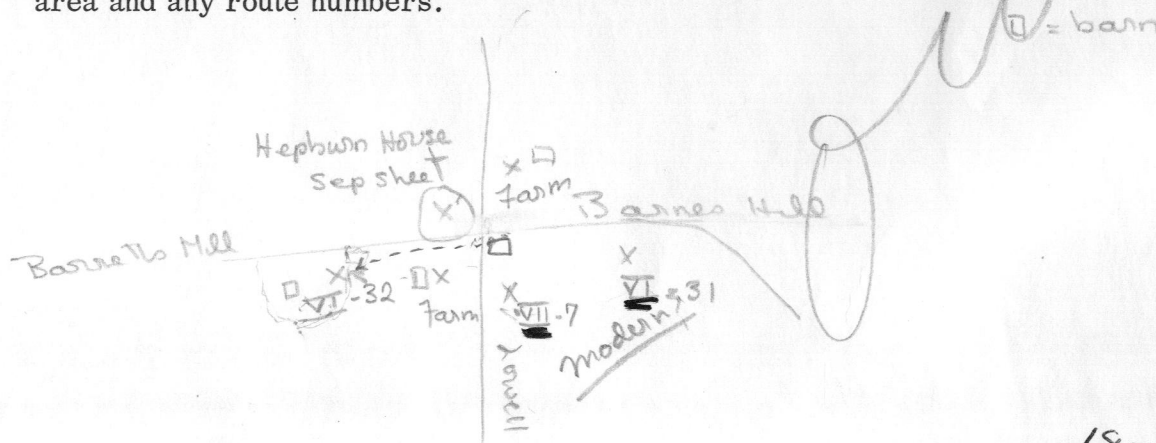 area and any route numbers.
□ = barn
Hepburn House
Sep sheet
X □
Farm
X
Barnes Hill
Barretts Mill
X
□ X
VI-32
□ X
Farm
X
VII-7
X
VI-31
modern
Lowell